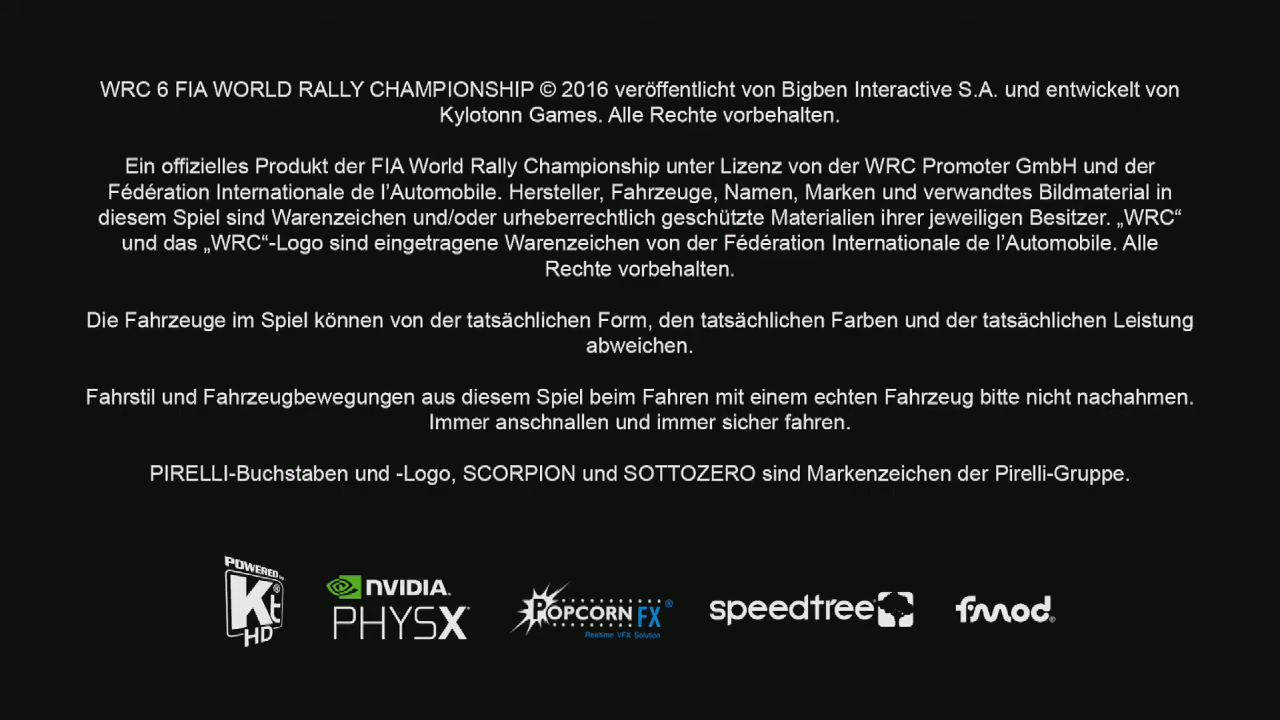 WRC 6 FIA WORLD RALLY CHAMPIONSHIP © 2016 veröffentlicht von Bigben Interactive S.A. und entwickelt von
Kylotonn Games. Alle Rechte vorbehalten.
Ein offizielles Produkt der FIA World Rally Championship unter Lizenz von der WRC Promoter GmbH und der
Fédération Internationale de l’Automobile. Hersteller, Fahrzeuge, Namen, Marken und verwandtes Bildmaterial in
diesem Spiel sind Warenzeichen und/oder urheberrechtlich geschützte Materialien ihrer jeweiligen Besitzer. „WRC“
und das „WRC“-Logo sind eingetragene Warenzeichen von der Fédération Internationale de l’Automobile. Alle
Rechte vorbehalten.
Die Fahrzeuge im Spiel können von der tatsächlichen Form, den tatsächlichen Farben und der tatsächlichen Leistung
abweichen.
Fahrstil und Fahrzeugbewegungen aus diesem Spiel beim Fahren mit einem echten Fahrzeug bitte nicht nachahmen.
Immer anschnallen und immer sicher fahren.
PIRELLI-Buchstaben und -Logo, SCORPION und SOTTOZERO sind Markenzeichen der Pirelli-Gruppe.
POWERED
Kt®
HD
NVIDIA.
PHYSX
POPCORN FX®
Realtime VFX Solution
speedtree
fmod®